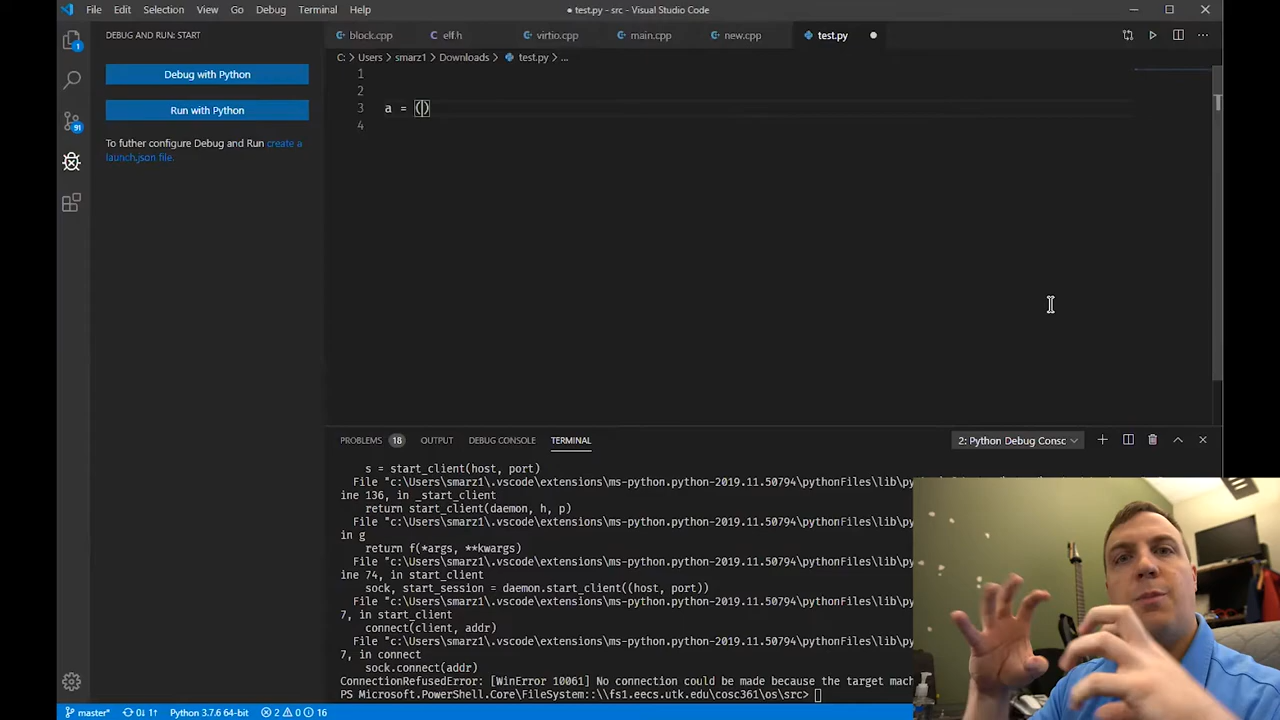 File Edit Selection View Go Debug Terminal Help
● test.py - src - Visual Studio Code
DEBUG AND RUN: START
block.cpp elf.h virtio.cpp main.cpp new.cpp test.py
C: > Users > smarz1 > Downloads > test.py > ...
1
Debug with Python
1
2
3 a = ()
Run with Python
4
91
To futher configure Debug and Run create a
launch.json file.
PROBLEMS 18 OUTPUT DEBUG CONSOLE TERMINAL
2: Python Debug Consc
s = start_client(host, port)
File "c:\Users\smarz1\.vscode\extensions\ms-python.python-2019.11.50794\pythonFiles\lib\py
ine 136, in _start_client
return start_client(daemon, h, p)
File "c:\Users\smarz1\.vscode\extensions\ms-python.python-2019.11.50794\pythonFiles\lib\p
in g
return f(*args, **kwargs)
File "c:\Users\smarz1\.vscode\extensions\ms-python.python-2019.11.50794\pythonFiles\lib\p
ine 74, in start_client
sock, start_session = daemon.start_client((host, port))
File "c:\Users\smarz1\.vscode\extensions\ms-python.python-2019.11.50794\pythonFiles\lib\p
7, in start_client
connect(client, addr)
File "c:\Users\smarz1\.vscode\extensions\ms-python.python-2019.11.50794\pythonFiles\lib\p
7, in connect
sock.connect(addr)
ConnectionRefusedError: [WinError 10061] No connection could be made because the target mach
PS Microsoft.PowerShell.Core\FileSystem::\\fs1.eecs.utk.edu\cosc361\os\src>
master* 0↓ 1↑ Python 3.7.6 64-bit 2 0 16